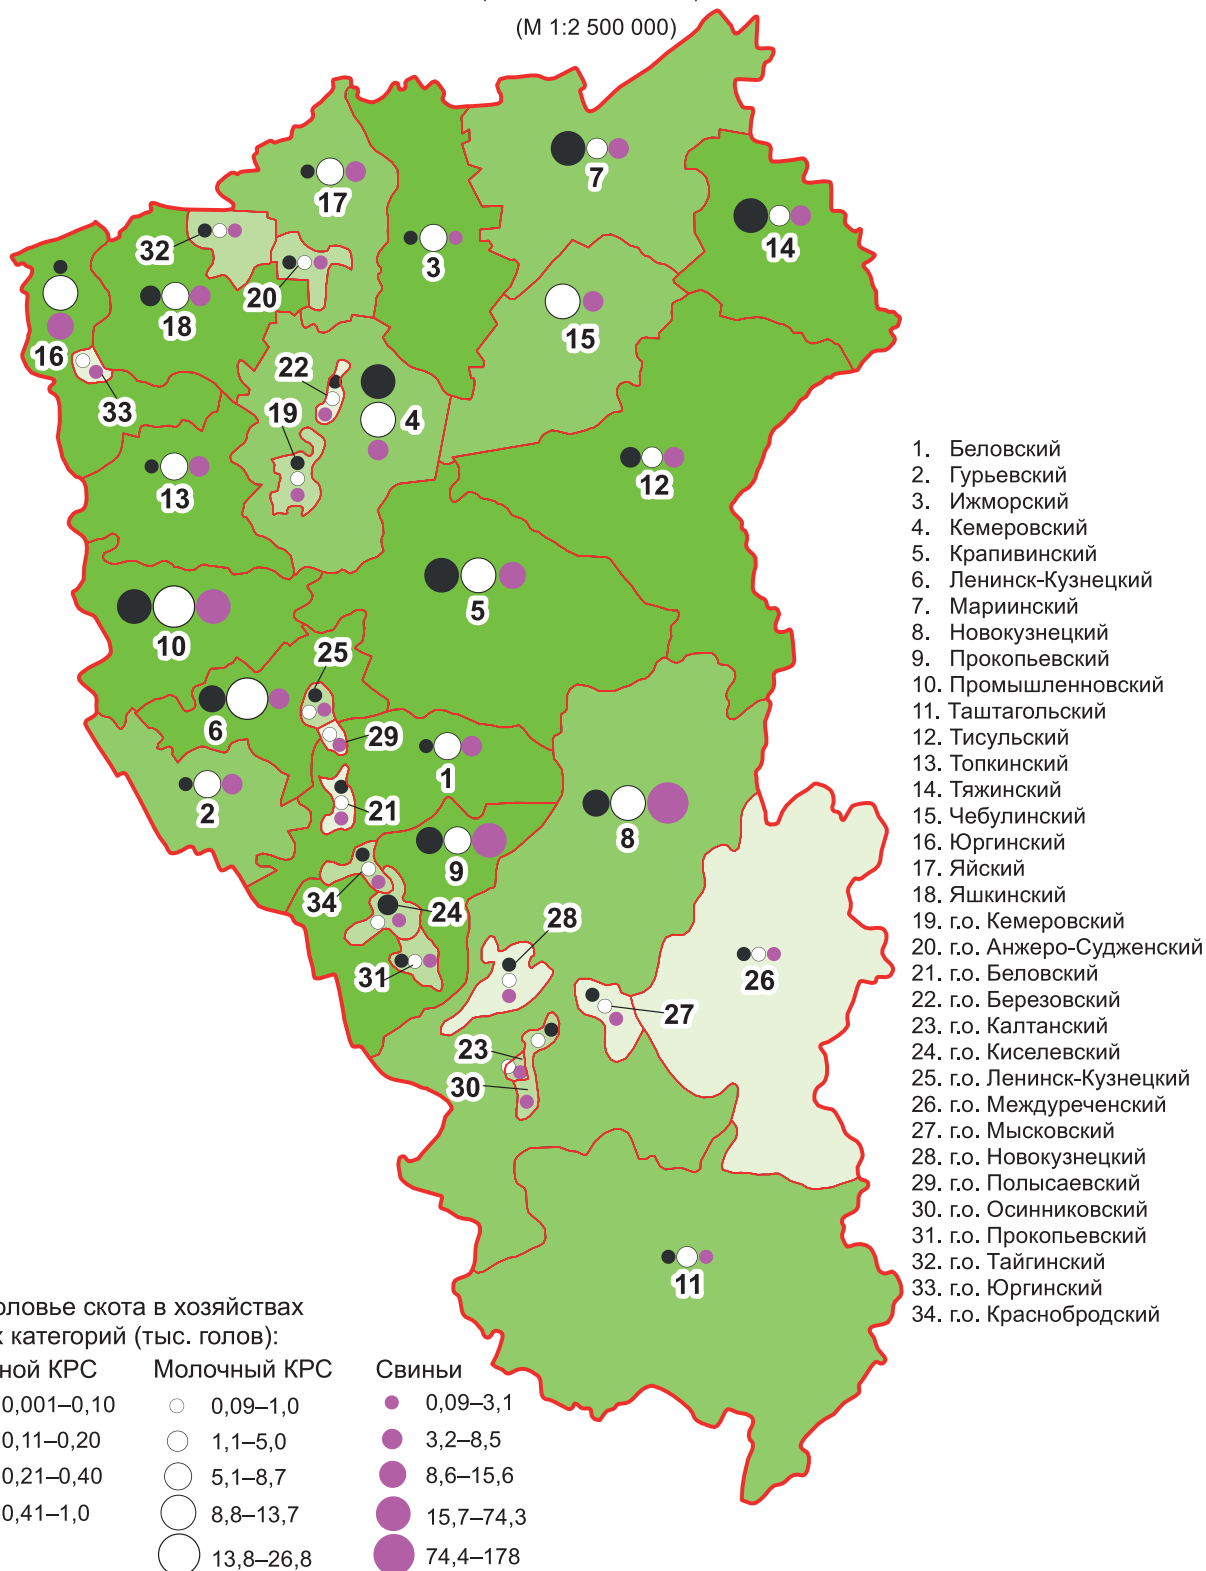 (М 1:2 500 000)
7
17
14
32
3
20
18
15
16
22
33
19
4
13
12
5
10
25
6
29
1
21
2
8
9
34
24
28
31
26
27
23
30
11
1. Беловский
2. Гурьевский
3. Ижморский
4. Кемеровский
5. Крапивинский
6. Ленинск-Кузнецкий
7. Мариинский
8. Новокузнецкий
9. Прокопьевский
10. Промышленновский
11. Таштагольский
12. Тисульский
13. Топкинский
14. Тяжинский
15. Чебулинский
16. Юргинский
17. Яйский
18. Яшкинский
19. г.о. Кемеровский
20. г.о. Анжеро-Судженский
21. г.о. Беловский
22. г.о. Березовский
23. г.о. Калтанский
24. г.о. Киселевский
25. г.о. Ленинск-Кузнецкий
26. г.о. Междуреченский
27. г.о. Мысковский
28. г.о. Новокузнецкий
29. г.о. Полысаевский
30. г.о. Осинниковский
31. г.о. Прокопьевский
32. г.о. Тайгинский
33. г.о. Юргинский
34. г.о. Краснобродский
оловье скота в хозяйствах
х категорий (тыс. голов):
ной КРС Молочный КРС Свиньи
0,001–0,10 0,09–1,0 0,09–3,1
0,11–0,20 1,1–5,0 3,2–8,5
0,21–0,40 5,1–8,7 8,6–15,6
0,41–1,0 8,8–13,7 15,7–74,3
13,8–26,8 74,4–178